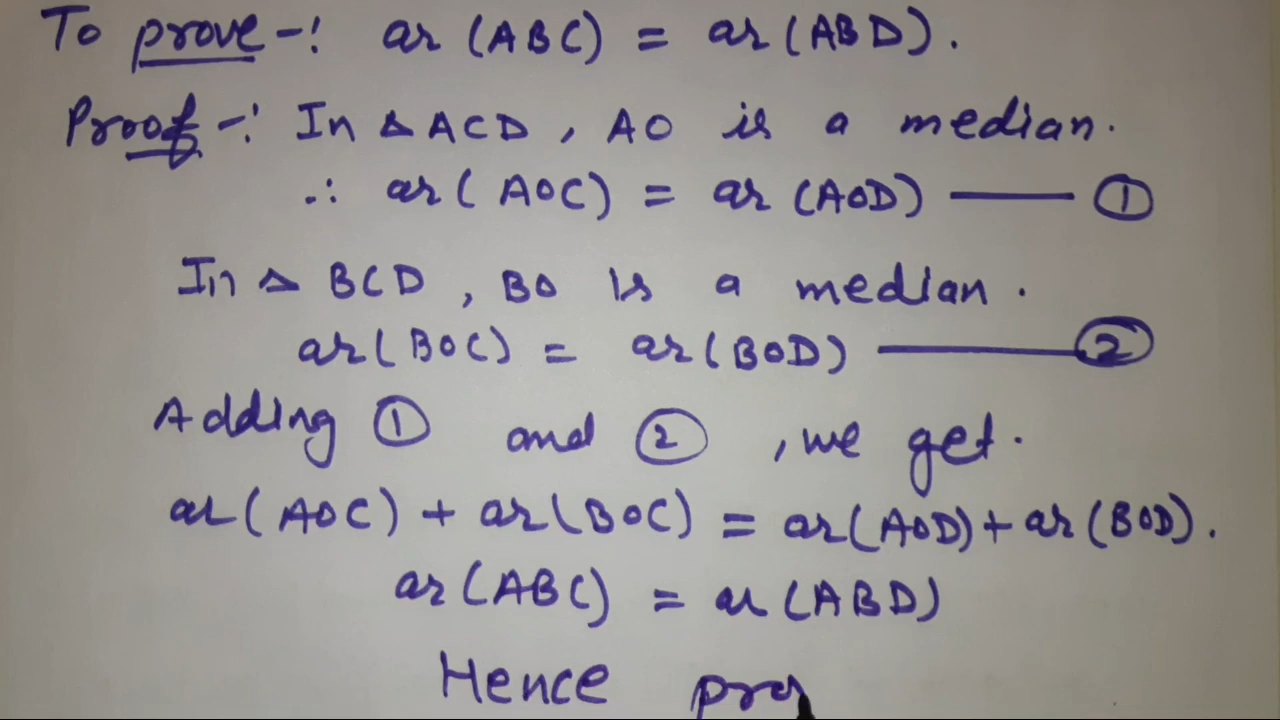 To prove-: ar (ABC) = ar (ABD).
Proof-: In Δ ACD, AO is a median.
∴ ar (AOC) = ar (AOD) —— ①
In Δ BCD, BO is a median.
ar (BOC) = ar (BOD) —— ②
Adding ① and ②, we get.
ar (AOC) + ar (BOC) = ar (AOD) + ar (BOD).
ar (ABC) = ar (ABD)
Hence pro